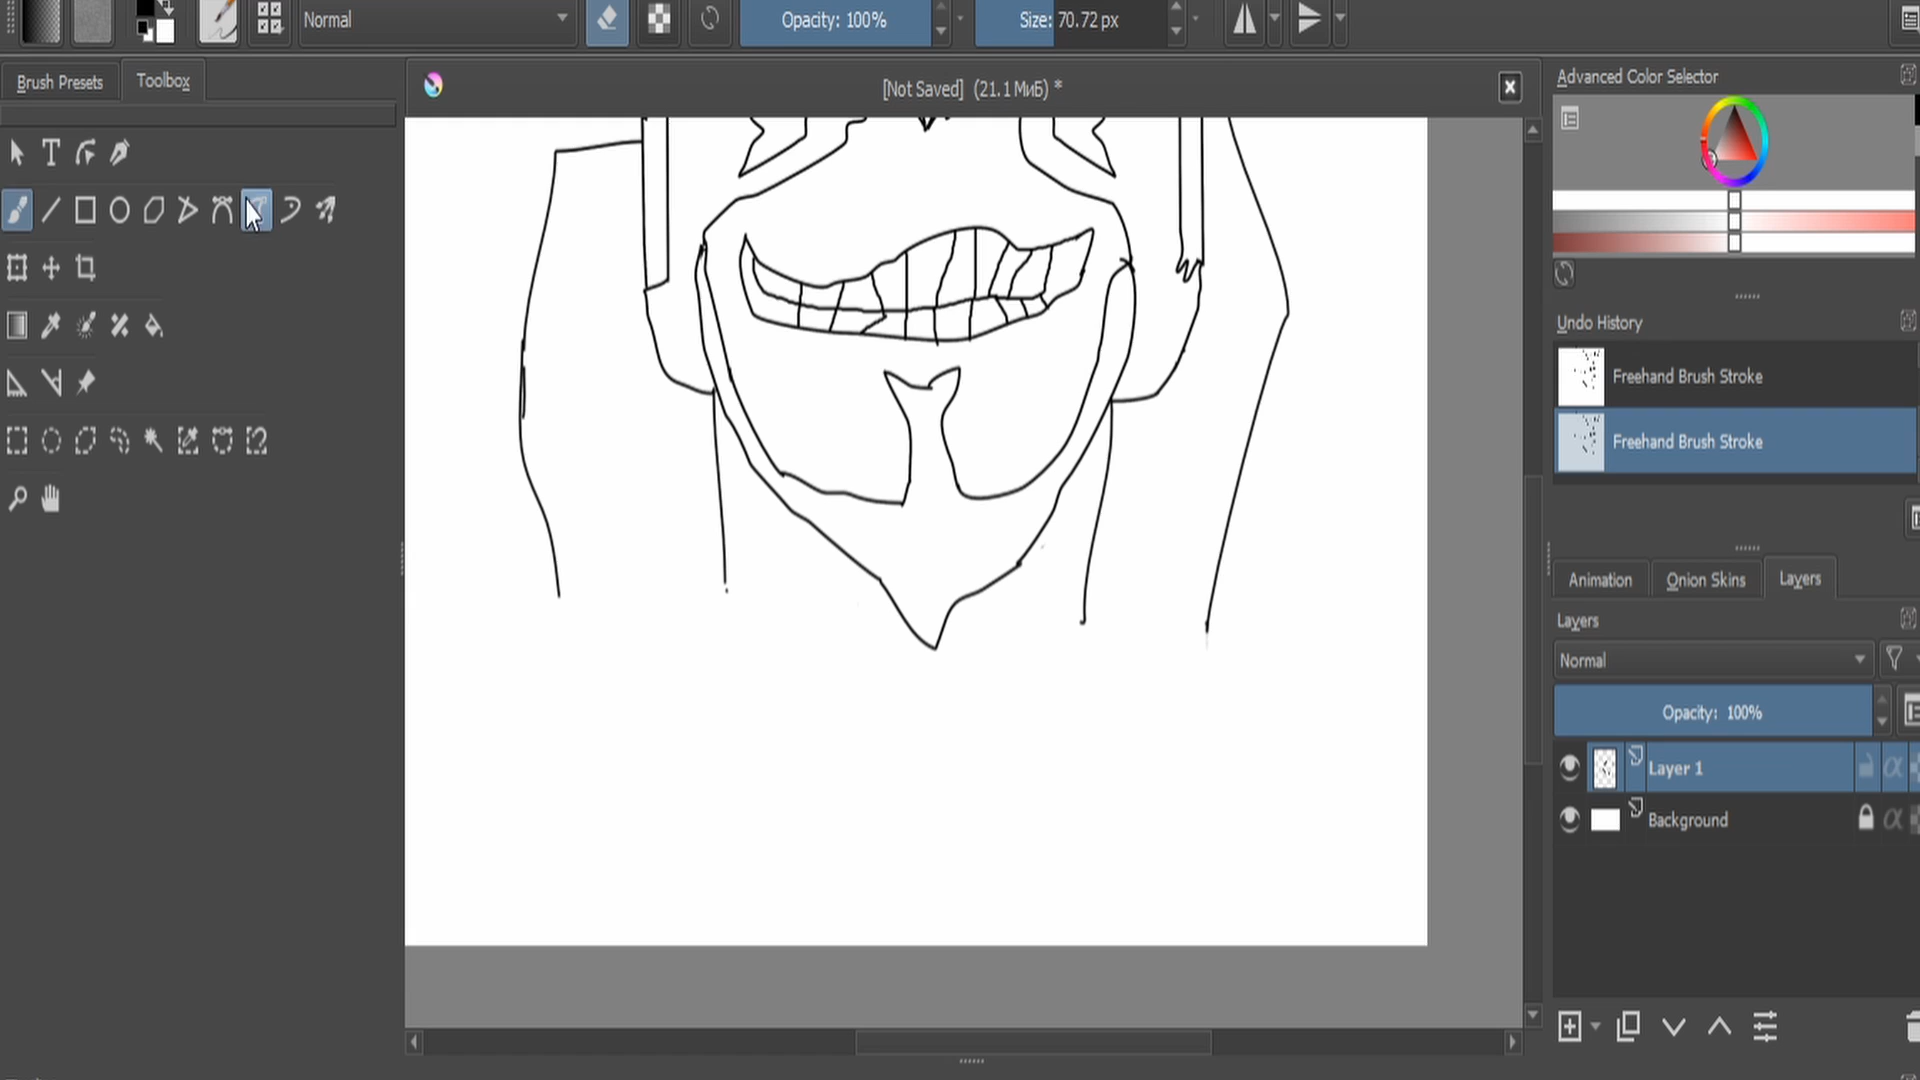 Normal
Opacity: 100%
Size: 70.72 px
Brush Presets
Toolbox
[Not Saved] (21.1 МиБ) *
Advanced Color Selector
Undo History
Freehand Brush Stroke
Freehand Brush Stroke
Animation
Onion Skins
Layers
Layers
Normal
Opacity: 100%
Layer 1
Background